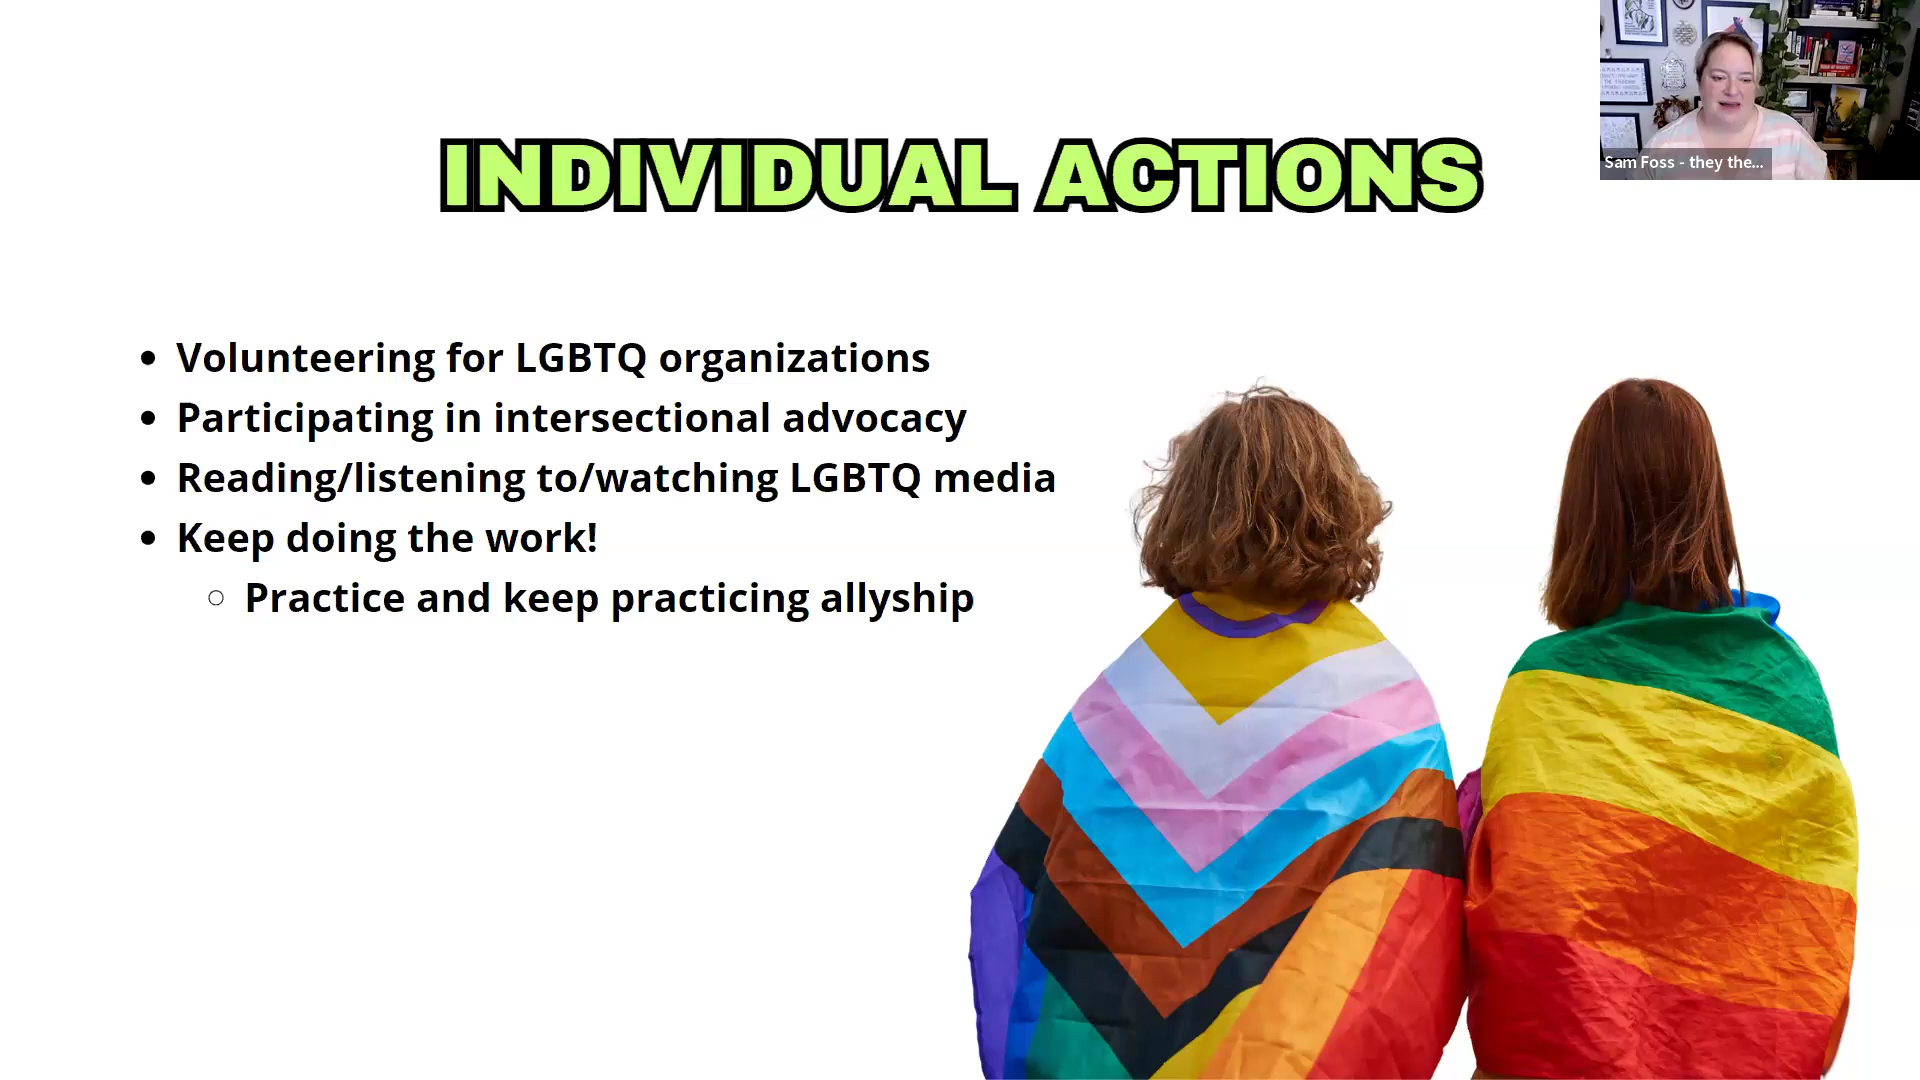 INDIVIDUAL ACTIONS
Sam Foss - they the...
• Volunteering for LGBTQ organizations
• Participating in intersectional advocacy
• Reading/listening to/watching LGBTQ media
• Keep doing the work!
○ Practice and keep practicing allyship